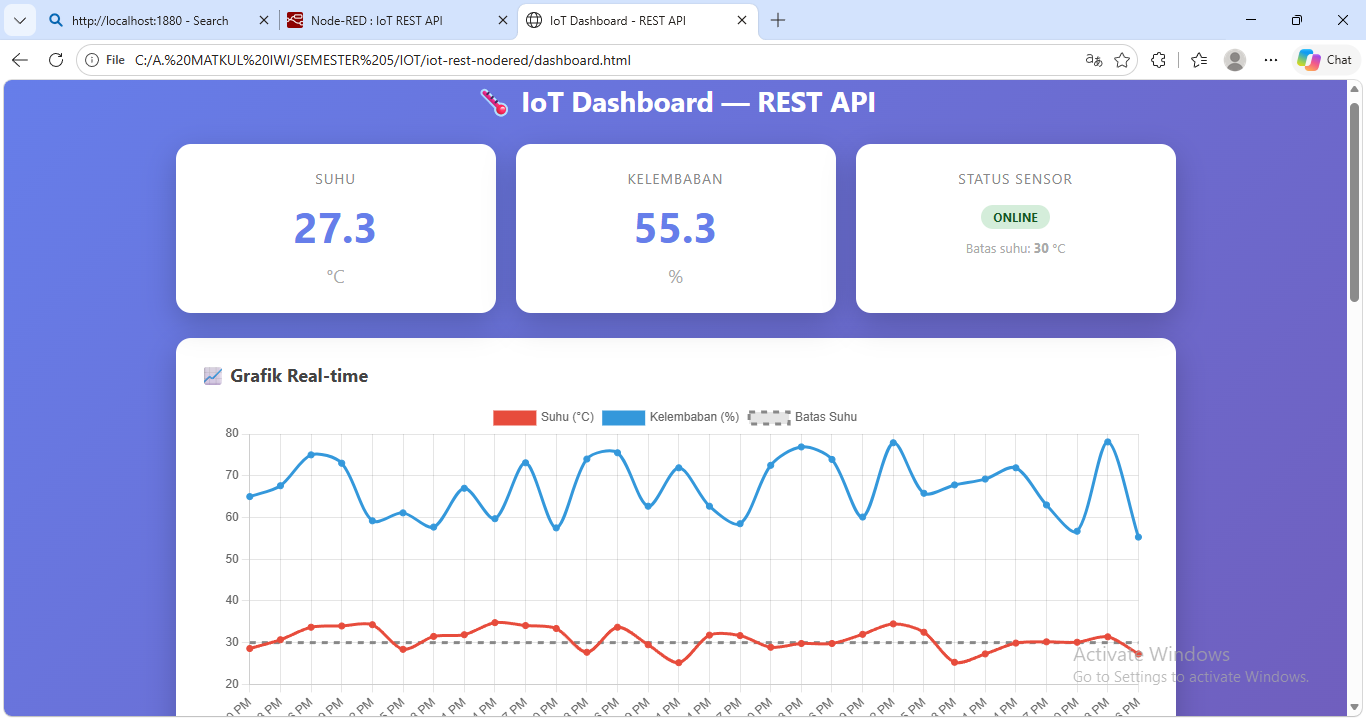 http://localhost:1880 - Search
Node-RED : IoT REST API
IoT Dashboard - REST API
File C:/A.%20MATKUL%20IWI/SEMESTER%205/IOT/iot-rest-nodered/dashboard.html
Chat
IoT Dashboard — REST API
SUHU
27.3
°C
KELEMBABAN
55.3
%
STATUS SENSOR
ONLINE
Batas suhu: 30 °C
Grafik Real-time
Suhu (°C) Kelembaban (%) Batas Suhu
80
70
60
50
40
30
20
Activate Windows
Go to Settings to activate Windows.